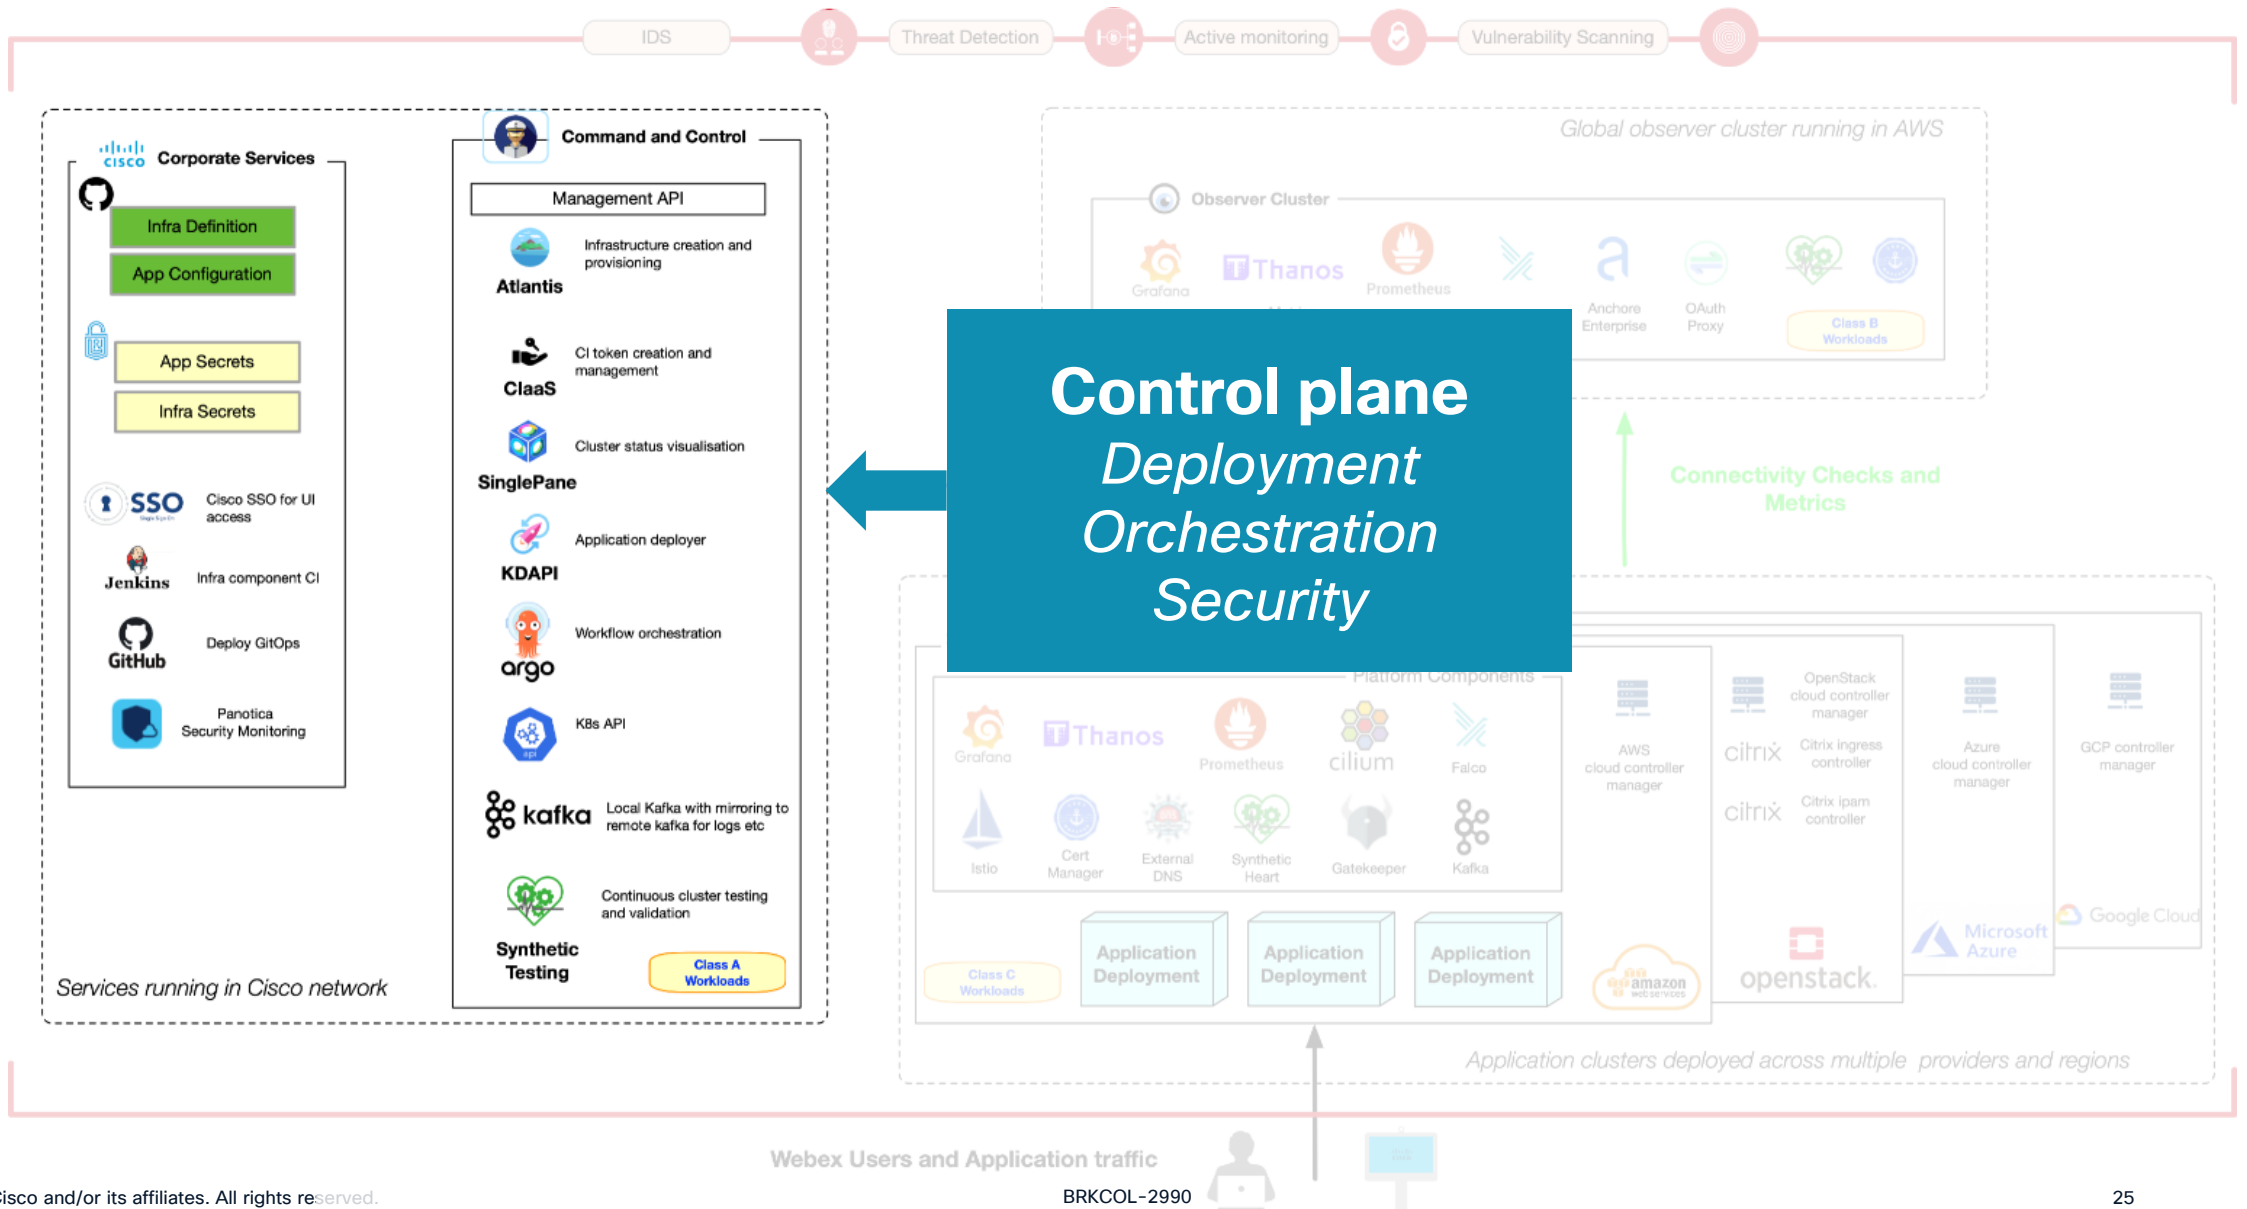 IDS
Threat Detection
Active monitoring
Vulnerability Scanning
CISCO
Corporate Services
Infra Definition
App Configuration
App Secrets
Infra Secrets
SSO
Cisco SSO for UI
access
Jenkins
Infra component CI
GitHub
Deploy GitOps
Panotica
Security Monitoring
Services running in Cisco network
Command and Control
Management API
Atlantis
Infrastructure creation and
provisioning
CIaaS
CI token creation and
management
SinglePane
Cluster status visualisation
KDAPI
Application deployer
argo
Workflow orchestration
api
K8s API
kafka
Local Kafka with mirroring to
remote kafka for logs etc
Synthetic
Testing
Continuous cluster testing
and validation
Class A
Workloads
Control plane
Deployment
Orchestration
Security
Global observer cluster running in AWS
Observer Cluster
Grafana
Thanos
Prometheus
Anchore
Enterprise
OAuth
Proxy
Class B
Workloads
Connectivity Checks and
Metrics
Platform Components
Grafana
Thanos
Prometheus
cilium
Falco
Istio
Cert
Manager
External
DNS
Synthetic
Heart
Gatekeeper
Kafka
Class C
Workloads
Application
Deployment
Application
Deployment
Application
Deployment
AWS
cloud controller
manager
amazon
web services
OpenStack
cloud controller
manager
citrix
Citrix ingress
controller
citrix
Citrix ipam
controller
openstack.
Azure
cloud controller
manager
Microsoft
Azure
GCP controller
manager
Google Cloud
Application clusters deployed across multiple providers and regions
Webex Users and Application traffic
Cisco and/or its affiliates. All rights reserved.
BRKCOL-2990
25